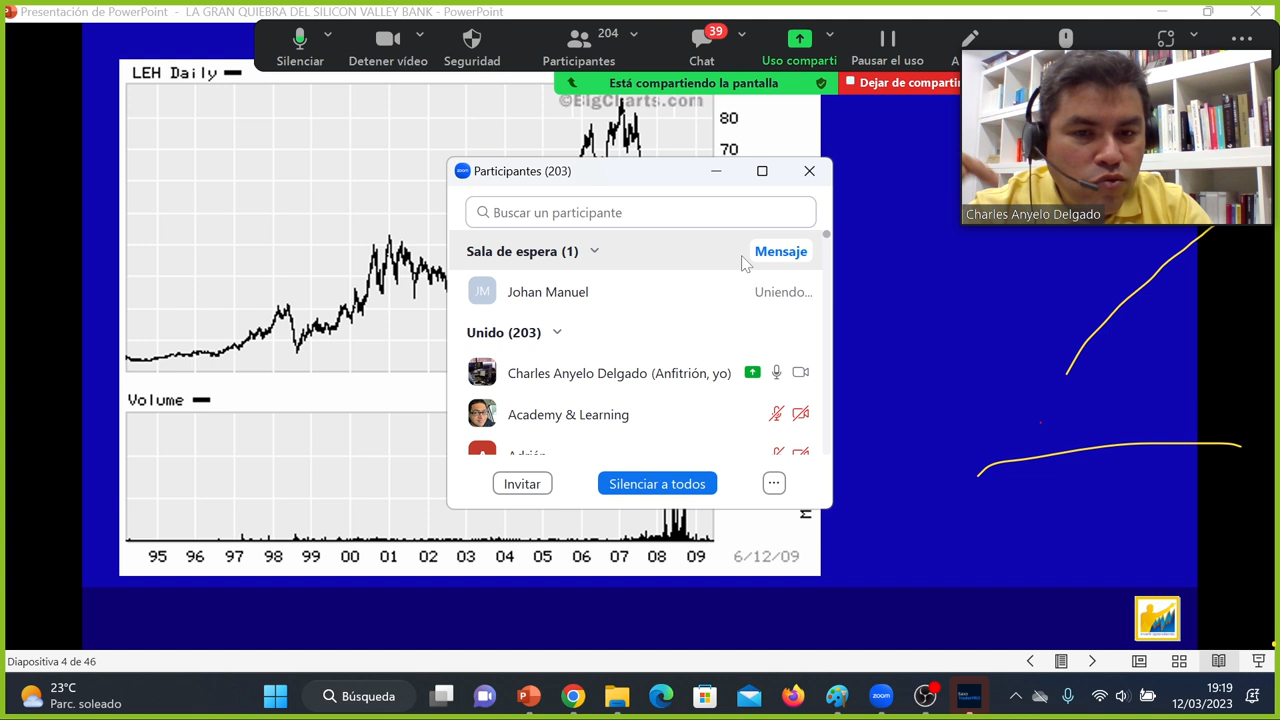 Presentación de PowerPoint - LA GRAN QUIEBRA DEL SILICON VALLEY BANK - PowerPoint
204
39
Silenciar
Detener vídeo
Seguridad
Participantes
Chat
Uso comparti
Pausar el uso
Está compartiendo la pantalla
Dejar de comparti
LEH Daily
©BigCharts.com
80
70
Charles Anyelo Delgado
Participantes (203)
Buscar un participante
Sala de espera (1)
Mensaje
JM
Johan Manuel
Uniendo...
Unido (203)
Charles Anyelo Delgado (Anfitrión, yo)
Academy & Learning
Adrián
Invitar
Silenciar a todos
Volume
95 96 97 98 99 00 01 02 03 04 05 06 07 08 09
6/12/09
Diapositiva 4 de 46
23°C
Parc. soleado
Búsqueda
zoom
19:19
12/03/2023